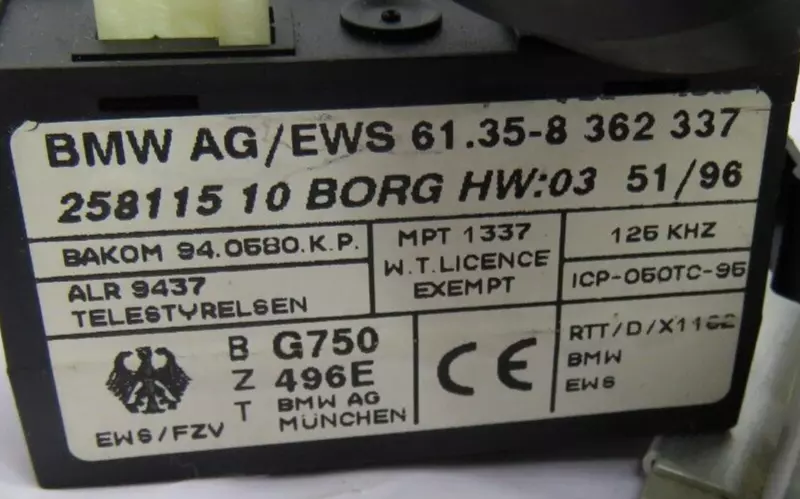 BMW AG/EWS 61.35-8 362 337
258115 10 BORG HW:03 51/96
BAKOM 94.0580.K.P.
MPT 1337
W.T.LICENCE
EXEMPT
125 KHZ
ALR 9437
TELESTYRELSEN
ICP-050TC-95
EWS/FZV
B G750
Z 496E
T BMW AG
MÜNCHEN
CE
RTT/D/X1162
BMW
EWS